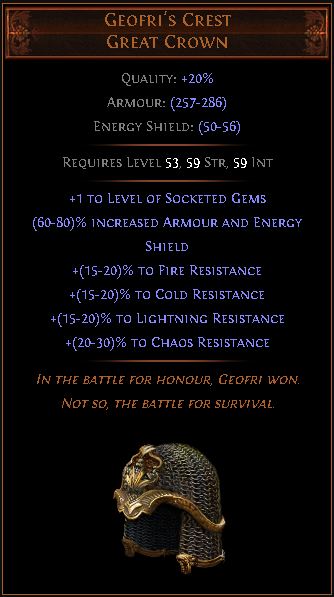 Geofri's Crest
Great Crown
Quality: +20%
Armour: (257-286)
Energy Shield: (50-56)
Requires Level 53, 59 Str, 59 Int
+1 to Level of Socketed Gems
(60-80)% increased Armour and Energy
Shield
+(15-20)% to Fire Resistance
+(15-20)% to Cold Resistance
+(15-20)% to Lightning Resistance
+(20-30)% to Chaos Resistance
In the battle for honour, Geofri won.
Not so, the battle for survival.